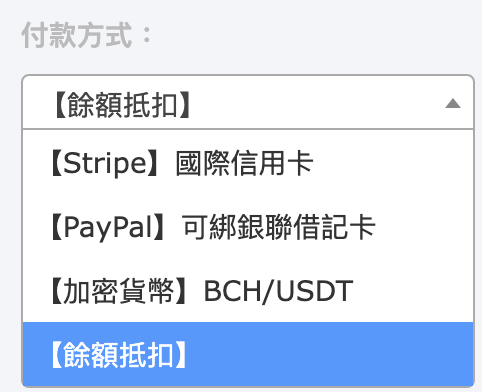 付款方式：
【餘額抵扣】
【Stripe】國際信用卡
【PayPal】可綁銀聯借記卡
【加密貨幣】BCH/USDT
【餘額抵扣】